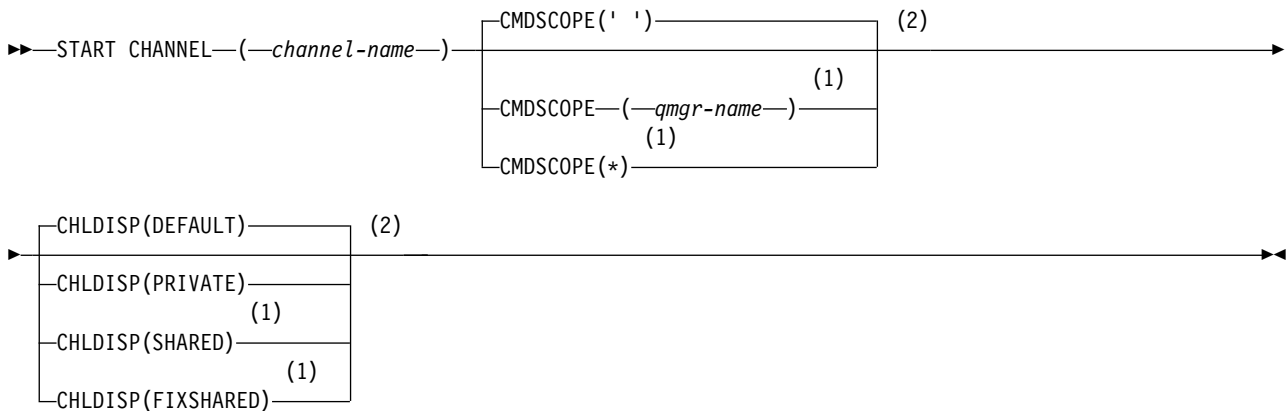 CMDSCOPE(' ') (2)
START CHANNEL ( channel-name )
(1)
CMDSCOPE ( qmgr-name )
(1)
CMDSCOPE(*)
CHLDISP(DEFAULT) (2)
CHLDISP(PRIVATE)
(1)
CHLDISP(SHARED)
(1)
CHLDISP(FIXSHARED)